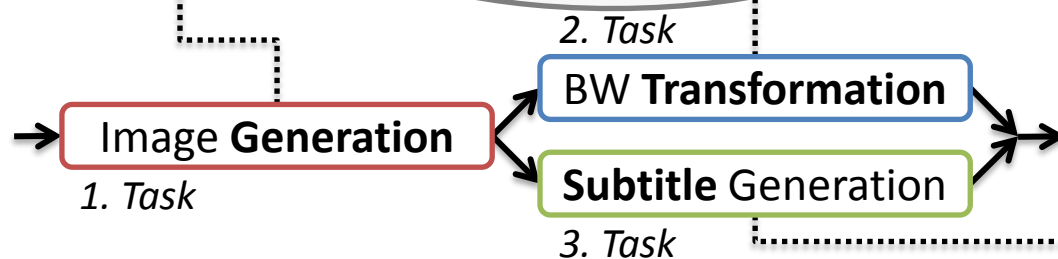 2. Task
BW Transformation
Image Generation
1. Task
Subtitle Generation
3. Task